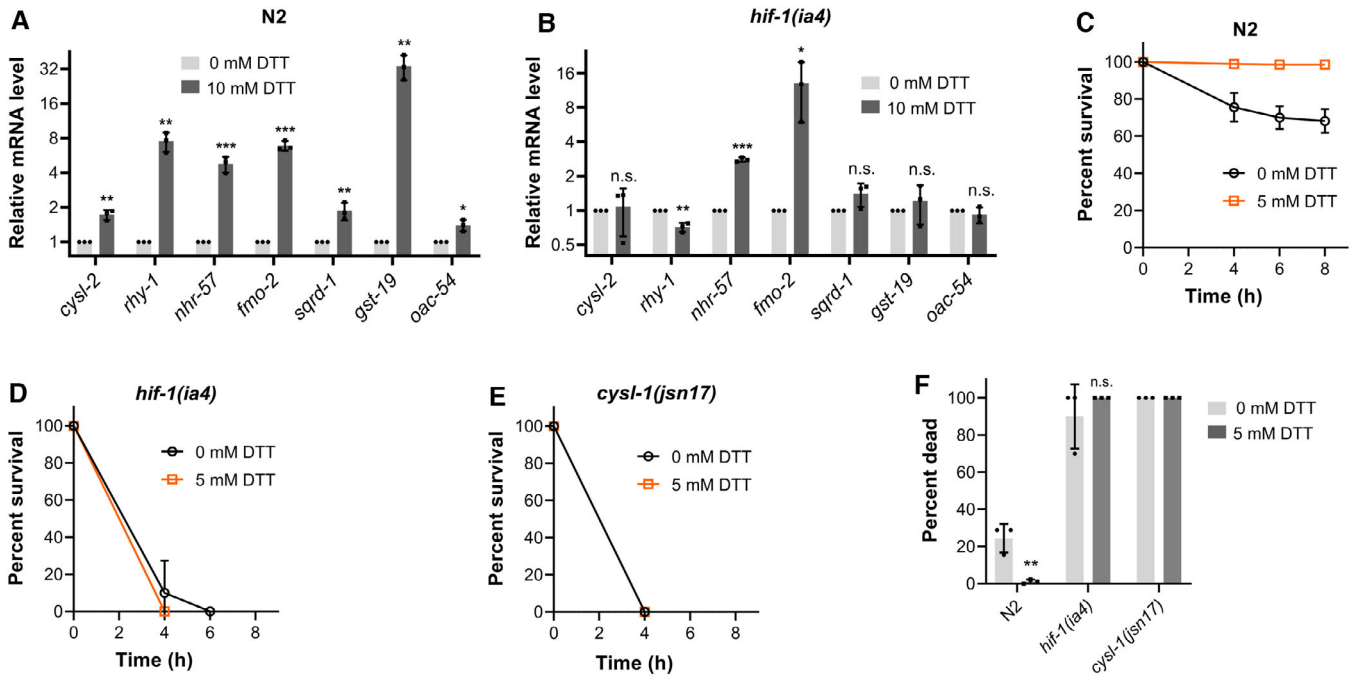 A
N2
Relative mRNA level
0 mM DTT
10 mM DTT
32
16
8
4
2
1
** ** *** *** ** ** *
cysl-2 rhy-1 nhr-57 fmo-2 sqrd-1 gst-19 oac-54
B
hif-1(ia4)
Relative mRNA level
0 mM DTT
10 mM DTT
16
8
4
2
1
0.5
n.s. ** *** * n.s. n.s. n.s.
cysl-2 rhy-1 nhr-57 fmo-2 sqrd-1 gst-19 oac-54
C
N2
Percent survival
100
80
60
40
20
0
0 mM DTT
5 mM DTT
0 2 4 6 8
Time (h)
D
hif-1(ia4)
Percent survival
100
80
60
40
20
0
0 mM DTT
5 mM DTT
0 2 4 6 8
Time (h)
E
cysl-1(jsn17)
Percent survival
100
80
60
40
20
0
0 mM DTT
5 mM DTT
0 2 4 6 8
Time (h)
F
Percent dead
100
80
60
40
20
0
** n.s.
0 mM DTT
5 mM DTT
N2 hif-1(ia4) cysl-1(jsn17)